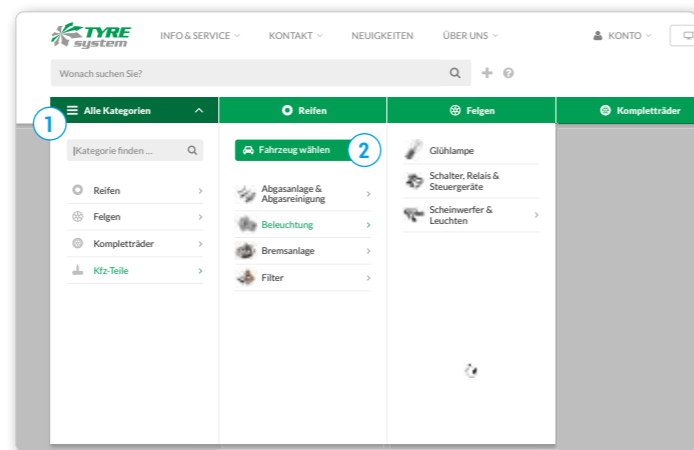 TYRE
system
INFO & SERVICE
KONTAKT
NEUIGKEITEN
ÜBER UNS
KONTO
Wonach suchen Sie?
1
Alle Kategorien
Reifen
Felgen
Kompletträder
Kategorie finden ...
Reifen
Felgen
Kompletträder
Kfz-Teile
Fahrzeug wählen
2
Abgasanlage &
Abgasreinigung
Beleuchtung
Bremsanlage
Filter
Glühlampe
Schalter, Relais &
Steuergeräte
Scheinwerfer &
Leuchten